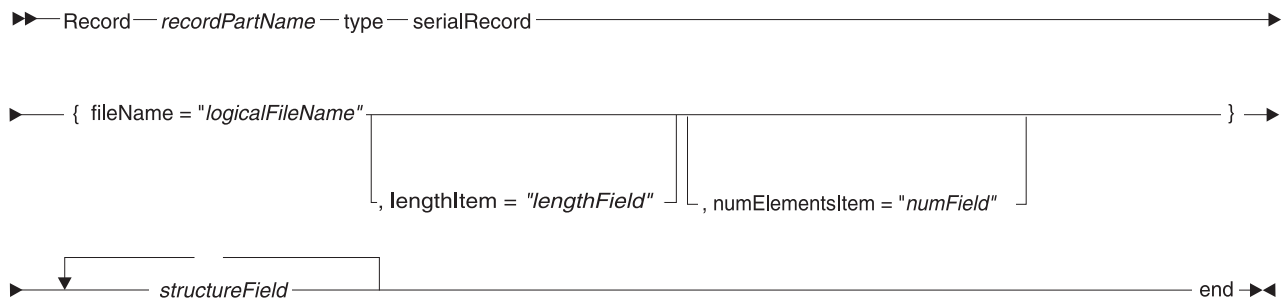 Record recordPartName type serialRecord
{ fileName = "logicalFileName" }
, lengthItem = "lengthField" , numElementsItem = "numField"
structureField end